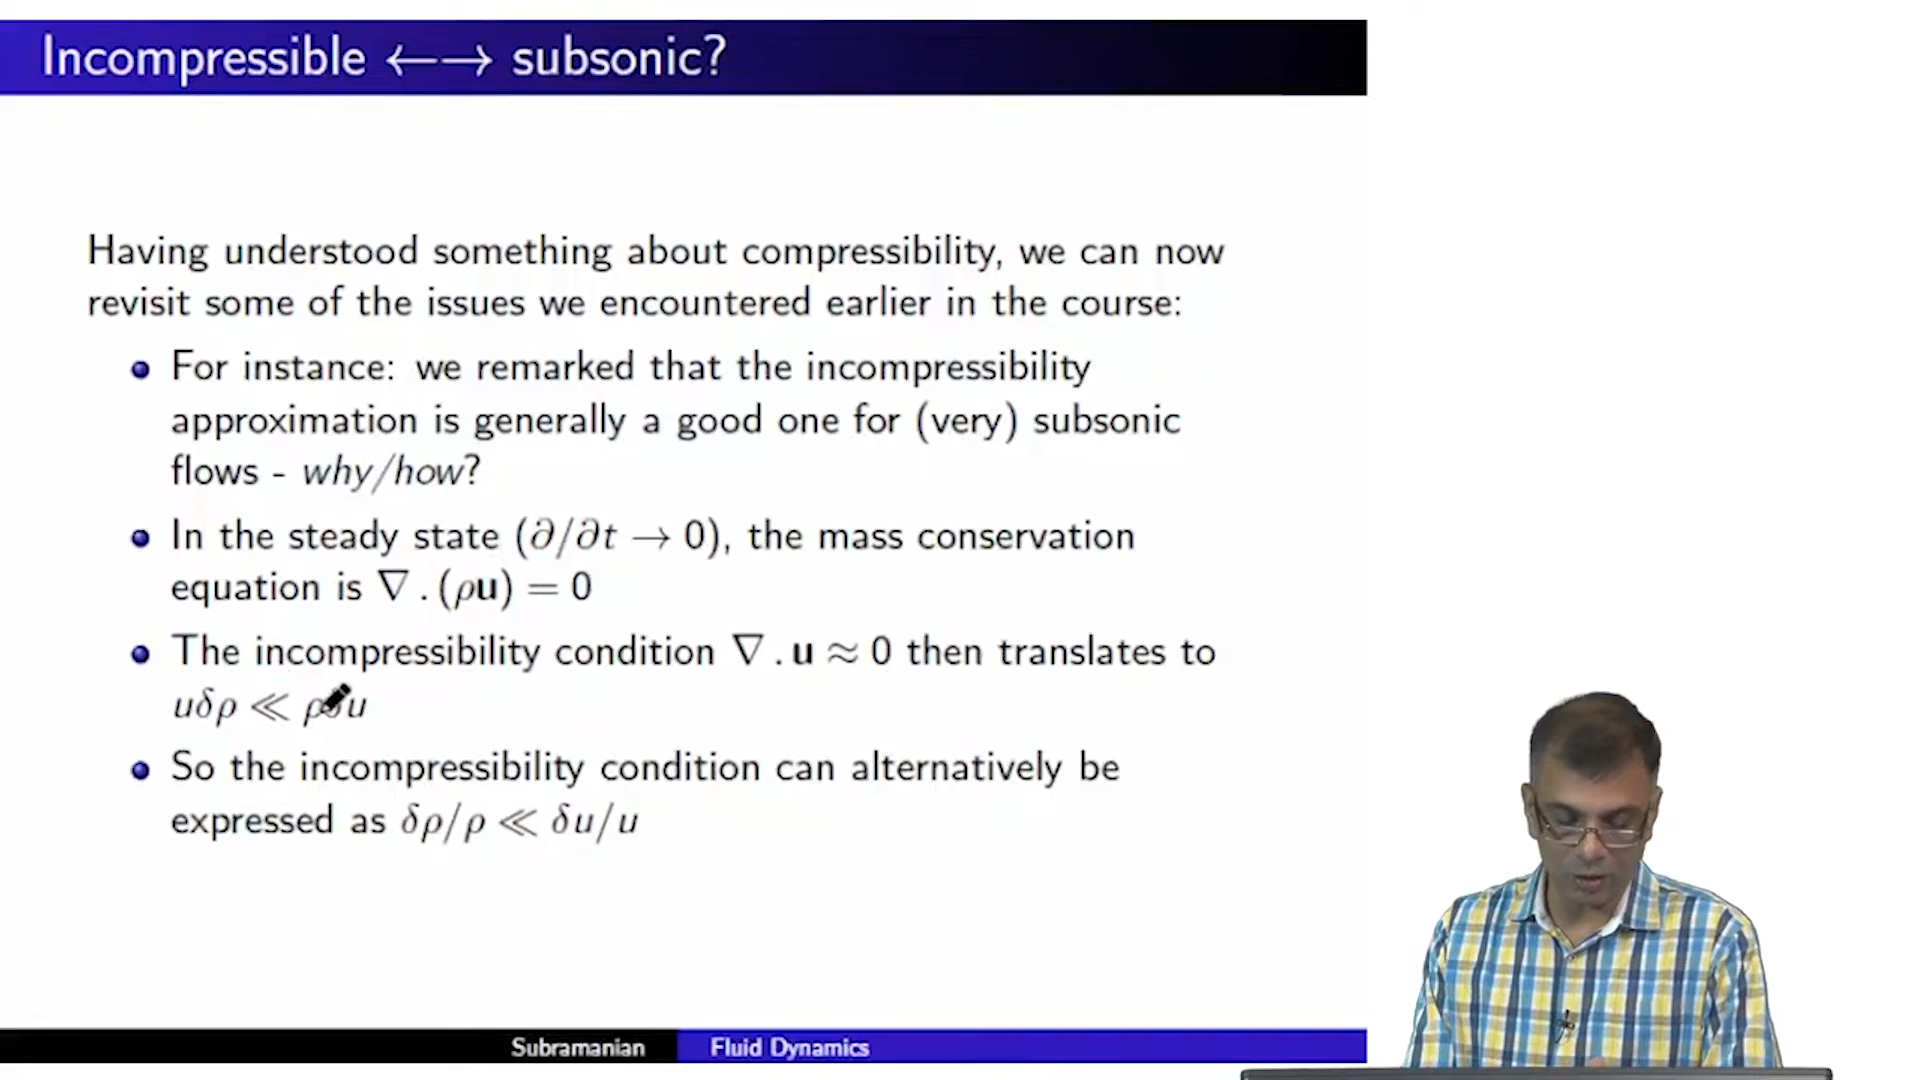 Incompressible ←→ subsonic?
Having understood something about compressibility, we can now
revisit some of the issues we encountered earlier in the course:
For instance: we remarked that the incompressibility
approximation is generally a good one for (very) subsonic
flows - why/how?
In the steady state (∂/∂t → 0), the mass conservation
equation is ∇ . (ρu) = 0
The incompressibility condition ∇ . u ≈ 0 then translates to
uδρ ≪ ρδu
So the incompressibility condition can alternatively be
expressed as δρ/ρ ≪ δu/u
Subramanian Fluid Dynamics